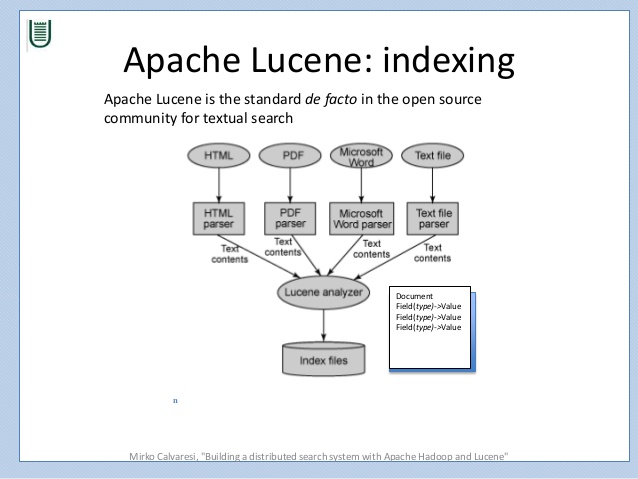 Apache Lucene: indexing
Apache Lucene is the standard de facto in the open source
community for textual search
HTML
PDF
Microsoft
Word
Text file
HTML
parser
PDF
parser
Microsoft
Word parser
Text file
parser
Text
contents
Text
contents
Text
contents
Text
contents
Lucene analyzer
Document
Field(type)->Value
Field(type)->Value
Field(type)->Value
Index files
n
Mirko Calvaresi, "Building a distributed search system with Apache Hadoop and Lucene"